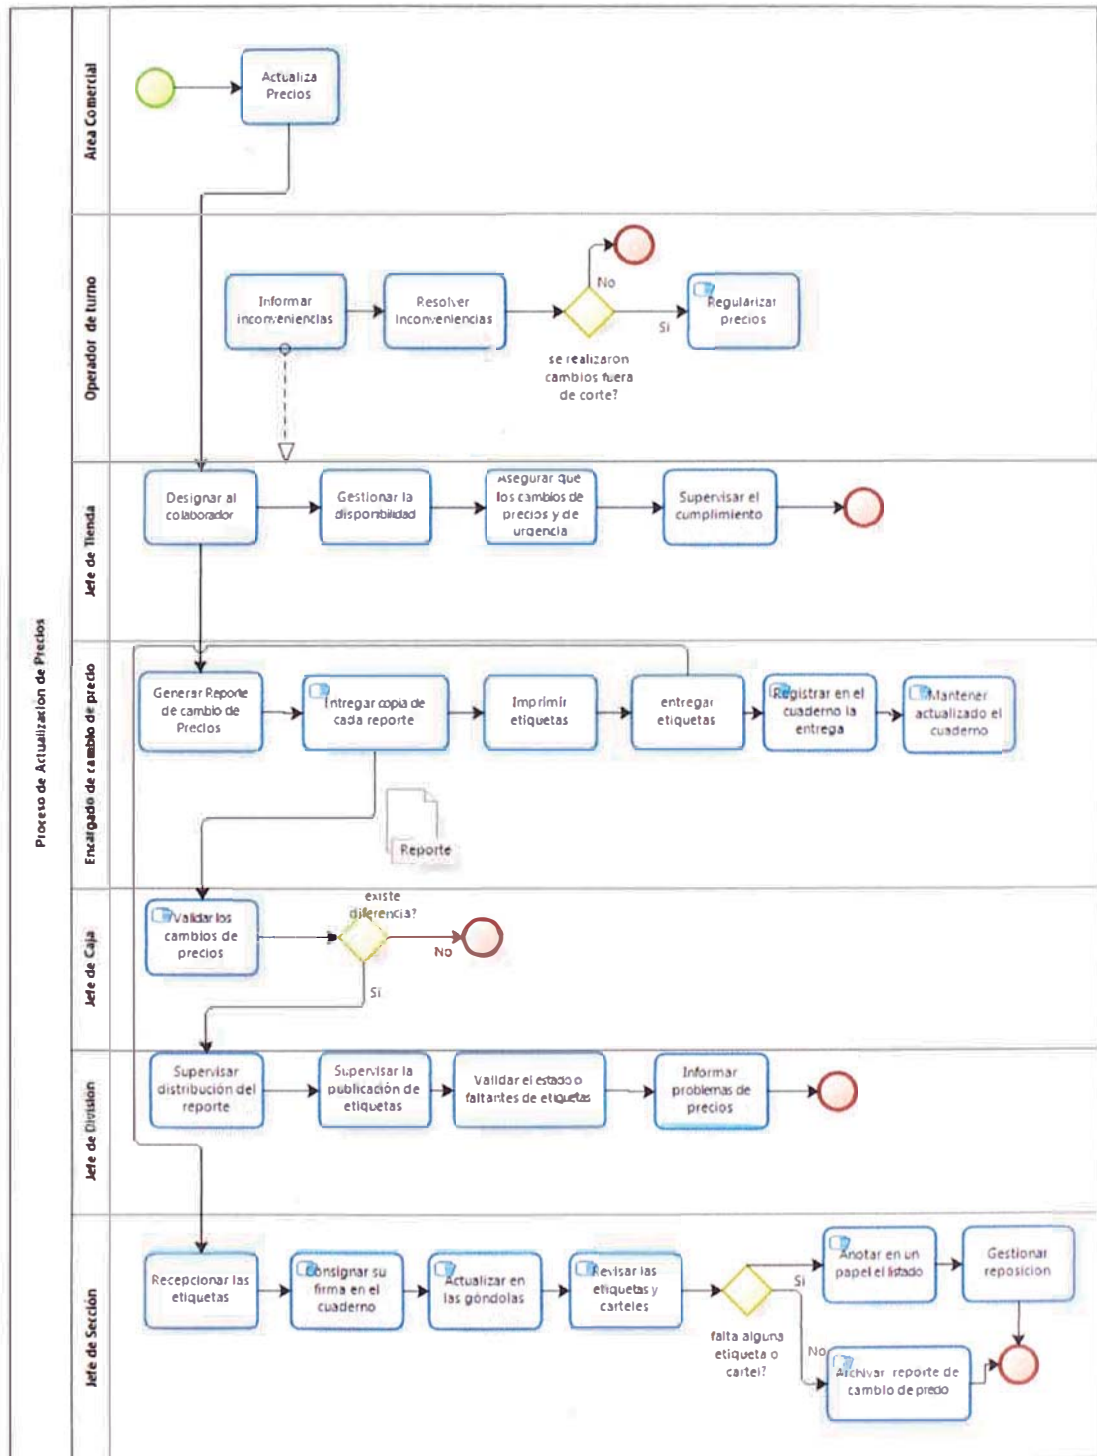 Proceso de Actualizacion de Precios
Area Comercial
Actualiza
Precios
Operador de turno
Informar
inconveniencias
Resolver
Inconveniencias
No
Si
se realizaron
cambios fuera
de corte?
Regularizar
precios
Jefe de Tienda
Designar al
colaborador
Gestionar la
disponibilidad
Asegurar que
los cambios de
precios y de
urgencia
Supervisar el
cumplimiento
Encargado de cambio de precio
Generar Reporte
de cambio de
Precios
Entregar copia de
cada reporte
Imprimir
etiquetas
entregar
etiquetas
Registrar en el
cuaderno la
entrega
Mantener
actualizado el
cuaderno
Reporte
Jefe de Caja
Validar los
cambios de
precios
existe
diferencia?
No
Si
Jefe de División
Supervisar
distribución del
reporte
Supervisar la
publicación de
etiquetas
Validar el estado o
faltantes de etiquetas
Informar
problemas de
precios
Jefe de Sección
Recepcionar las
etiquetas
Consignar su
firma en el
cuaderno
Actualizar en
las góndolas
Revisar las
etiquetas y
carteles
falta alguna
etiqueta o
cartel?
Si
No
Anotar en un
papel el listado
Gestionar
reposicion
Archivar reporte de
cambio de precio